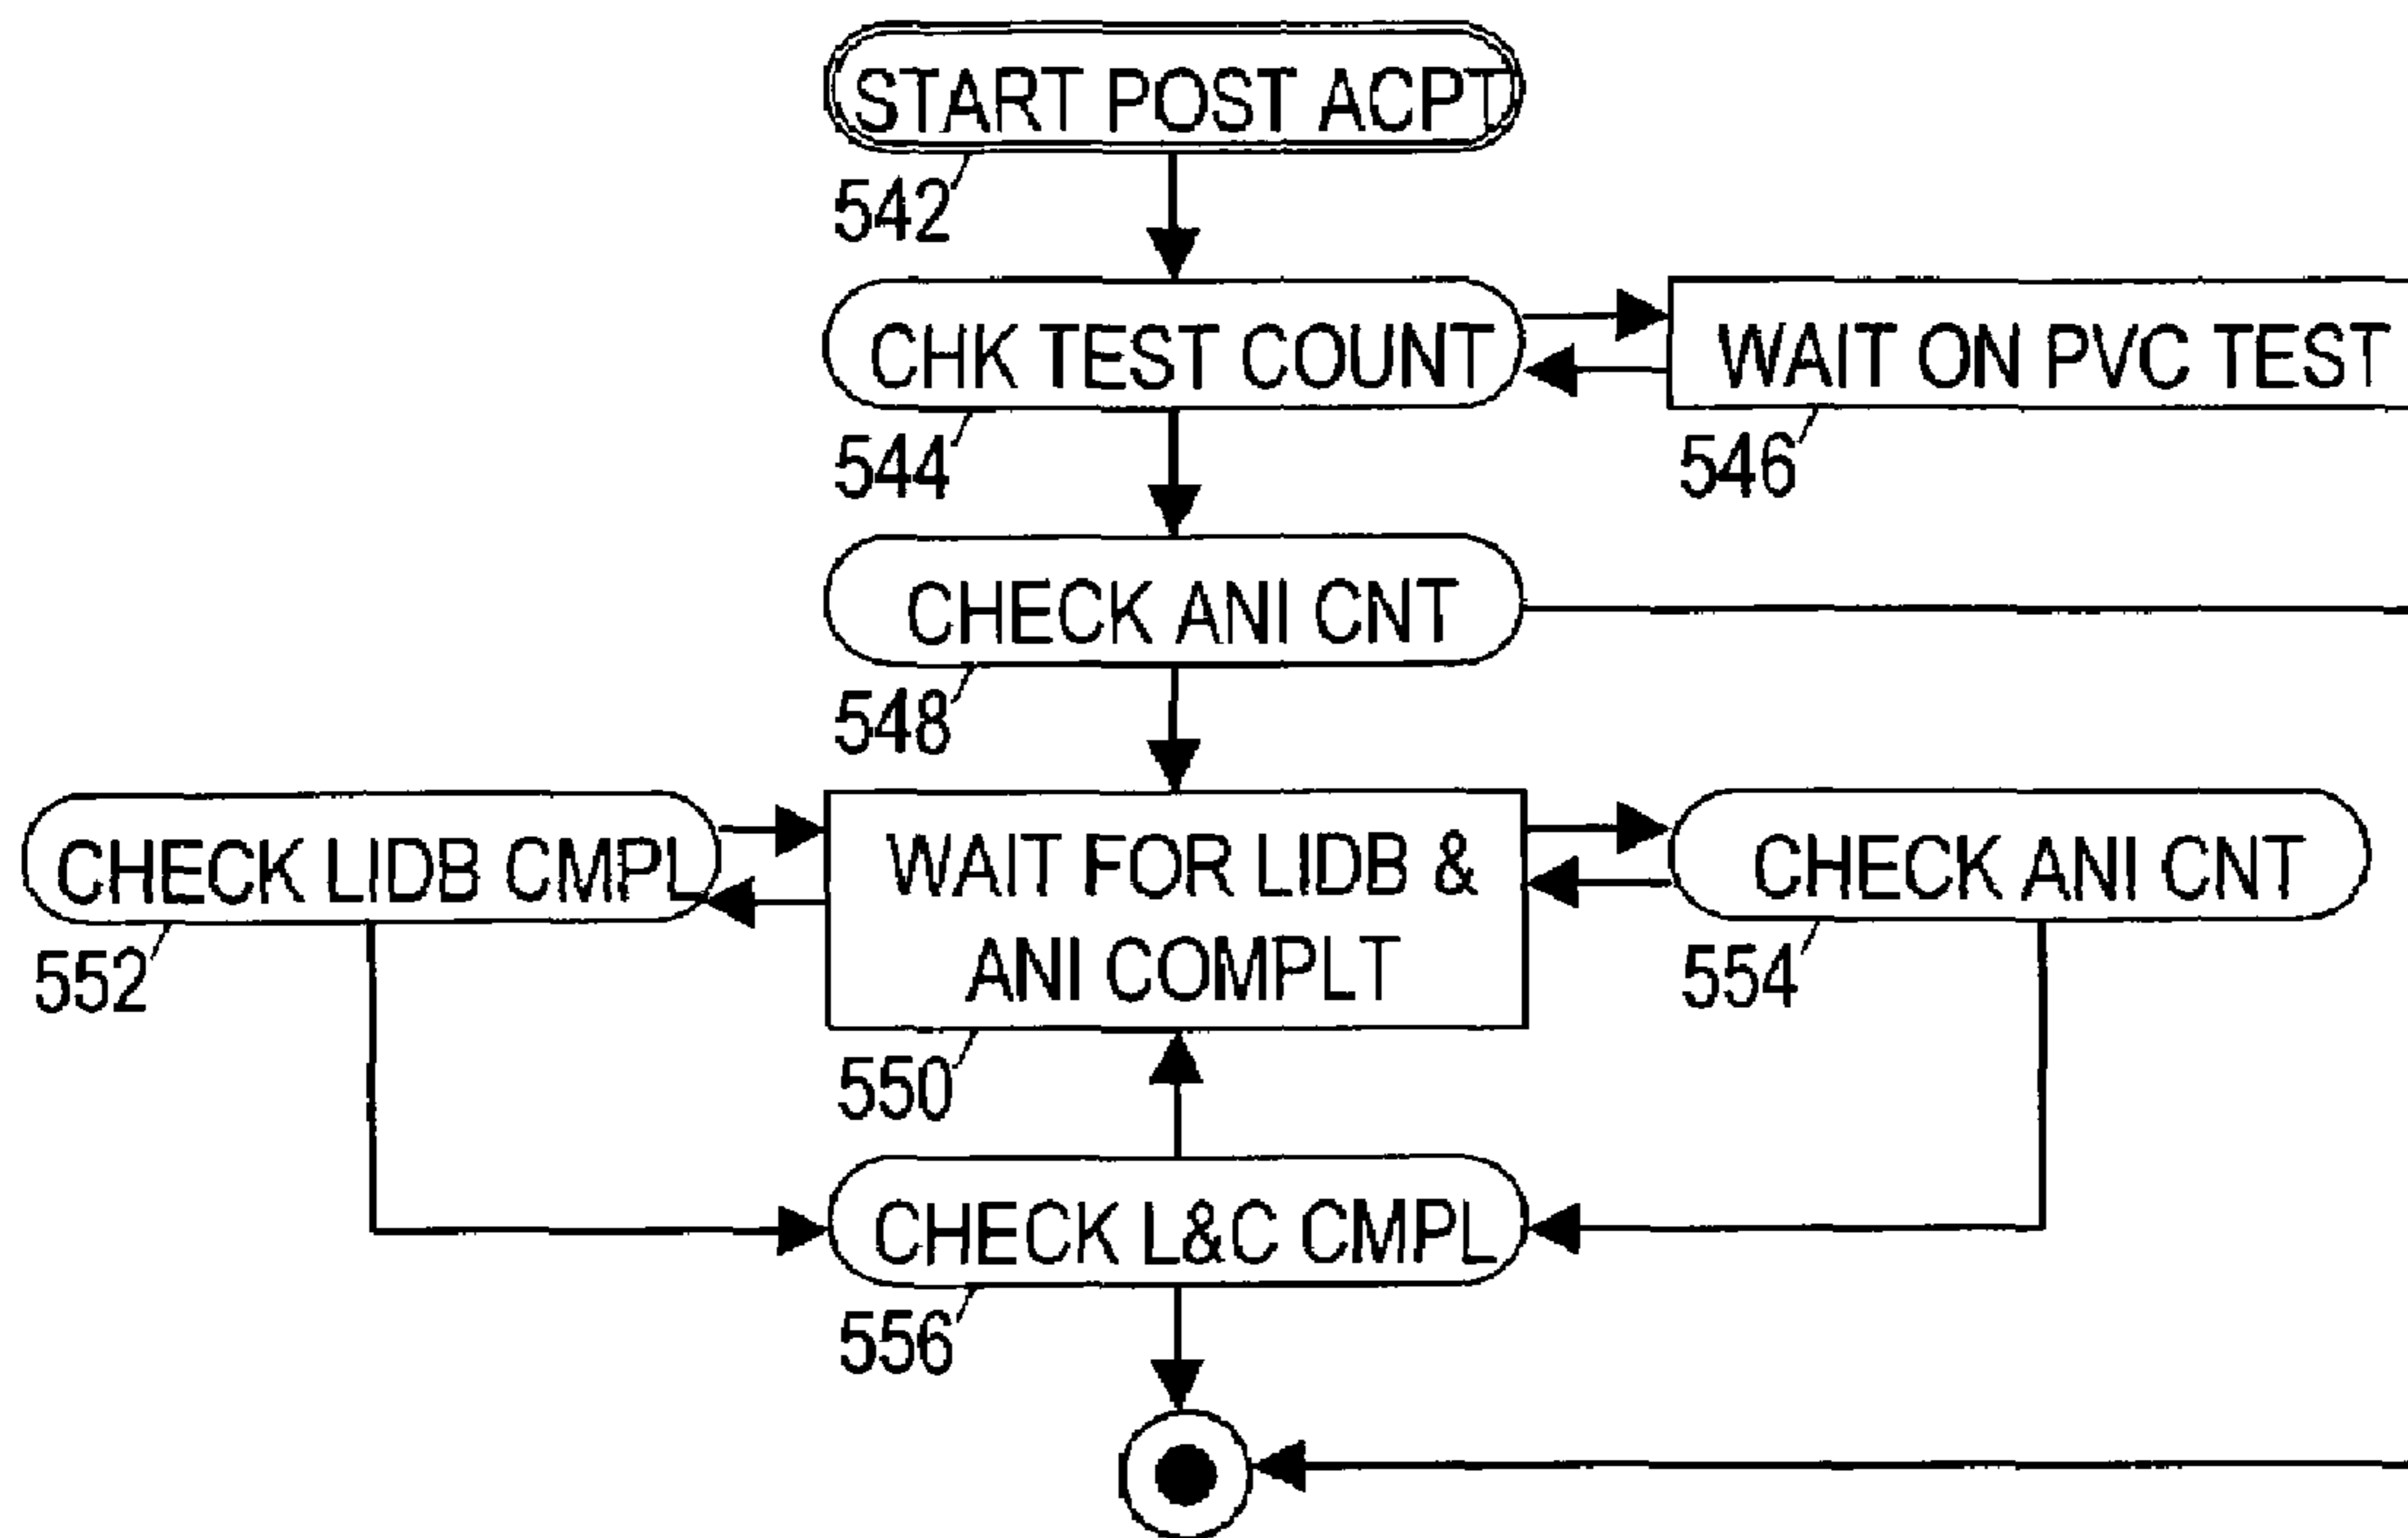 START POST ACPT
542
CHK TEST COUNT
WAIT ON PVC TEST
544
546
CHECK ANI CNT
548
CHECK LIDB CMPL
WAIT FOR LIDB &
ANI COMPLT
CHECK ANI CNT
552
554
550
CHECK L&C CMPL
556